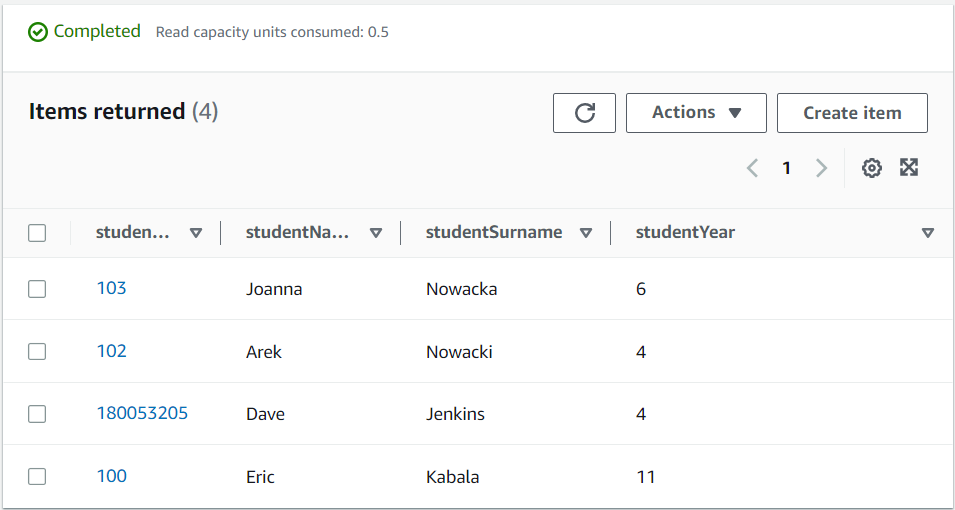 Completed Read capacity units consumed: 0.5
Items returned (4) Actions Create item
1
studen... studentNa... studentSurname studentYear
103 Joanna Nowacka 6
102 Arek Nowacki 4
180053205 Dave Jenkins 4
100 Eric Kabala 11